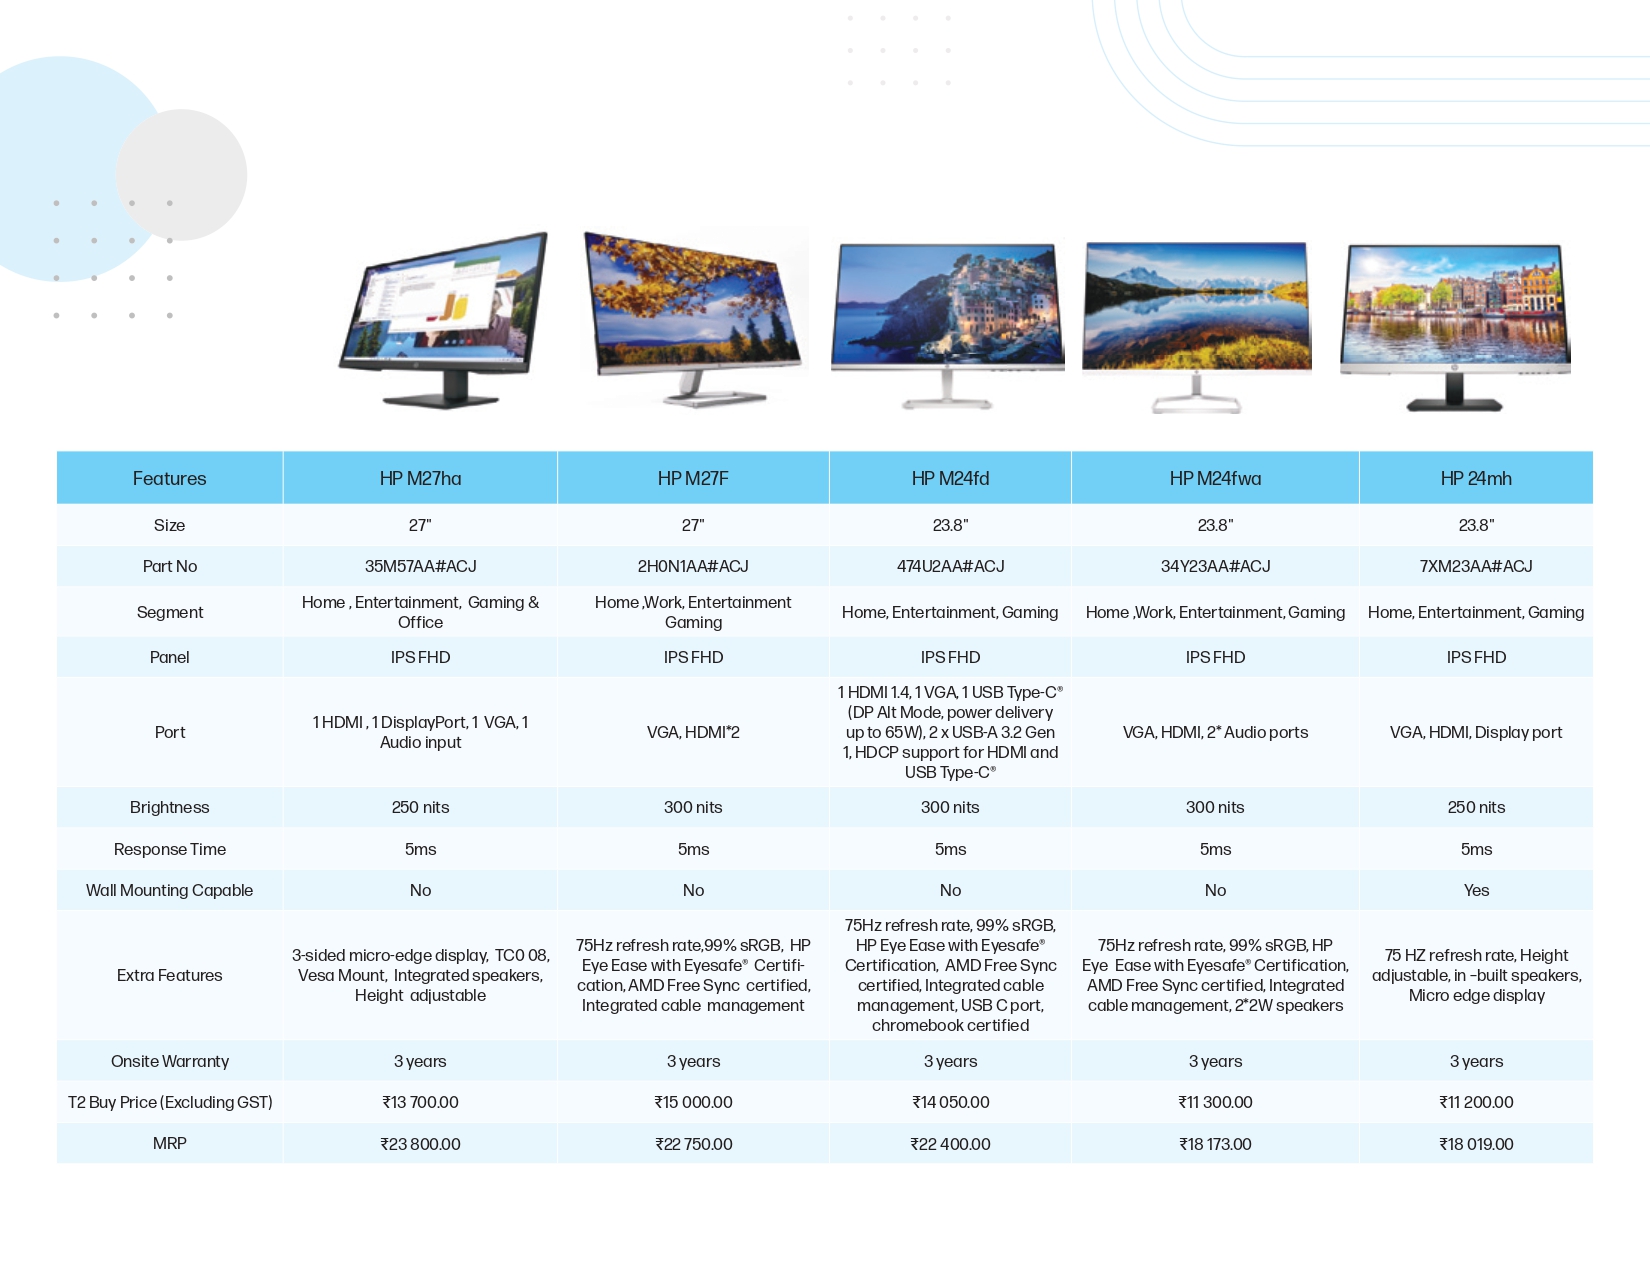 Features HP M27ha HP M27F HP M24fd HP M24fwa HP 24mh
Size 27" 27" 23.8" 23.8" 23.8"
Part No 35M57AA#ACJ 2H0N1AA#ACJ 474U2AA#ACJ 34Y23AA#ACJ 7XM23AA#ACJ
Segment
Home , Entertainment, Gaming &
Office
Home ,Work, Entertainment
Gaming
Home, Entertainment, Gaming
Home ,Work, Entertainment, Gaming
Home, Entertainment, Gaming
Panel IPS FHD IPS FHD IPS FHD IPS FHD IPS FHD
Port
1 HDMI , 1 DisplayPort, 1 VGA, 1
Audio input
VGA, HDMI*2
1 HDMI 1.4, 1 VGA, 1 USB Type-C®
(DP Alt Mode, power delivery
up to 65W), 2 x USB-A 3.2 Gen
1, HDCP support for HDMI and
USB Type-C®
VGA, HDMI, 2* Audio ports
VGA, HDMI, Display port
Brightness 250 nits 300 nits 300 nits 300 nits 250 nits
Response Time 5ms 5ms 5ms 5ms 5ms
Wall Mounting Capable No No No No Yes
Extra Features
3-sided micro-edge display, TC0 08,
Vesa Mount, Integrated speakers,
Height adjustable
75Hz refresh rate,99% sRGB, HP
Eye Ease with Eyesafe® Certifi-
cation, AMD Free Sync certified,
Integrated cable management
75Hz refresh rate, 99% sRGB,
HP Eye Ease with Eyesafe®
Certification, AMD Free Sync
certified, Integrated cable
management, USB C port,
chromebook certified
75Hz refresh rate, 99% sRGB, HP
Eye Ease with Eyesafe® Certification,
AMD Free Sync certified, Integrated
cable management, 2*2W speakers
75 HZ refresh rate, Height
adjustable, in –built speakers,
Micro edge display
Onsite Warranty 3 years 3 years 3 years 3 years 3 years
T2 Buy Price (Excluding GST) ₹13 700.00 ₹15 000.00 ₹14 050.00 ₹11 300.00 ₹11 200.00
MRP ₹23 800.00 ₹22 750.00 ₹22 400.00 ₹18 173.00 ₹18 019.00